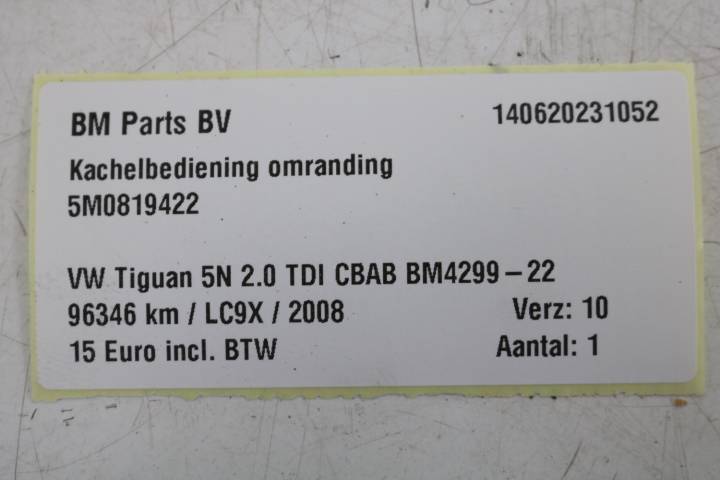 BM Parts BV 140620231052
Kachelbediening omranding
5M0819422
VW Tiguan 5N 2.0 TDI CBAB BM4299-22
96346 km / LC9X / 2008 Verz: 10
15 Euro incl. BTW Aantal: 1